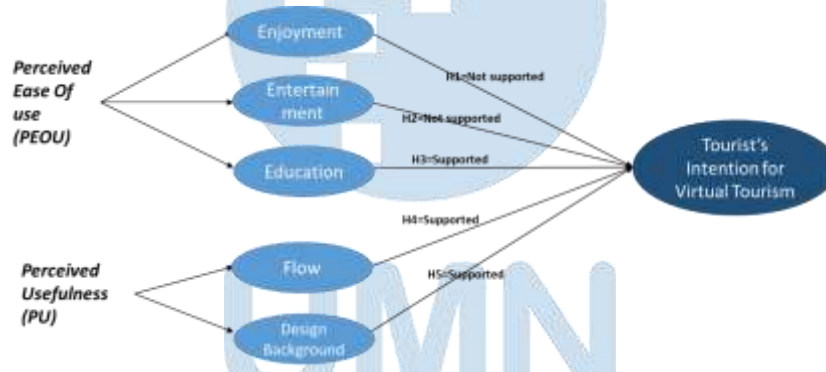 Perceived
Ease Of
use
(PEOU)
Enjoyment
Entertain
ment
Education
H1=Not supported
H2=Not supported
H3=Supported
Tourist's
Intention for
Virtual Tourism
H4=Supported
H5=Supported
Perceived
Usefulness
(PU)
Flow
Design
Background
UMN